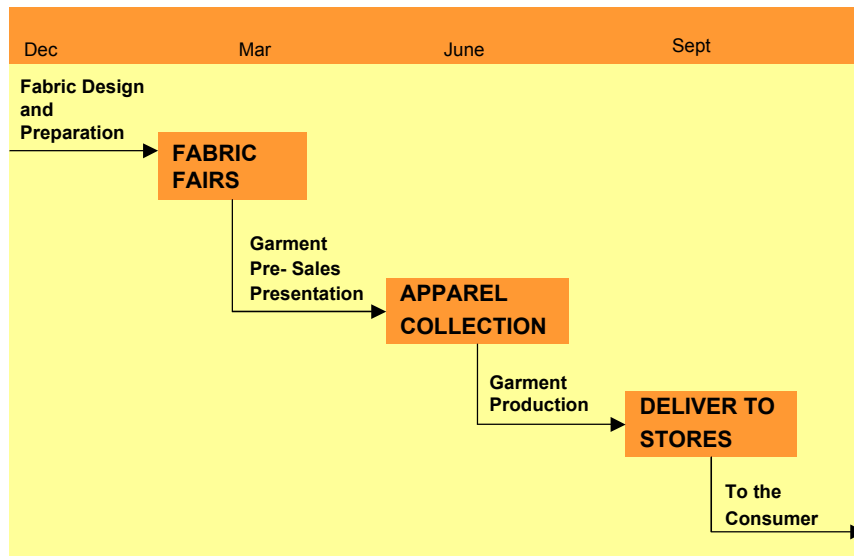 Dec Mar June Sept
Fabric Design
and
Preparation
FABRIC
FAIRS
Garment
Pre- Sales
Presentation
APPAREL
COLLECTION
Garment
Production
DELIVER TO
STORES
To the
Consumer